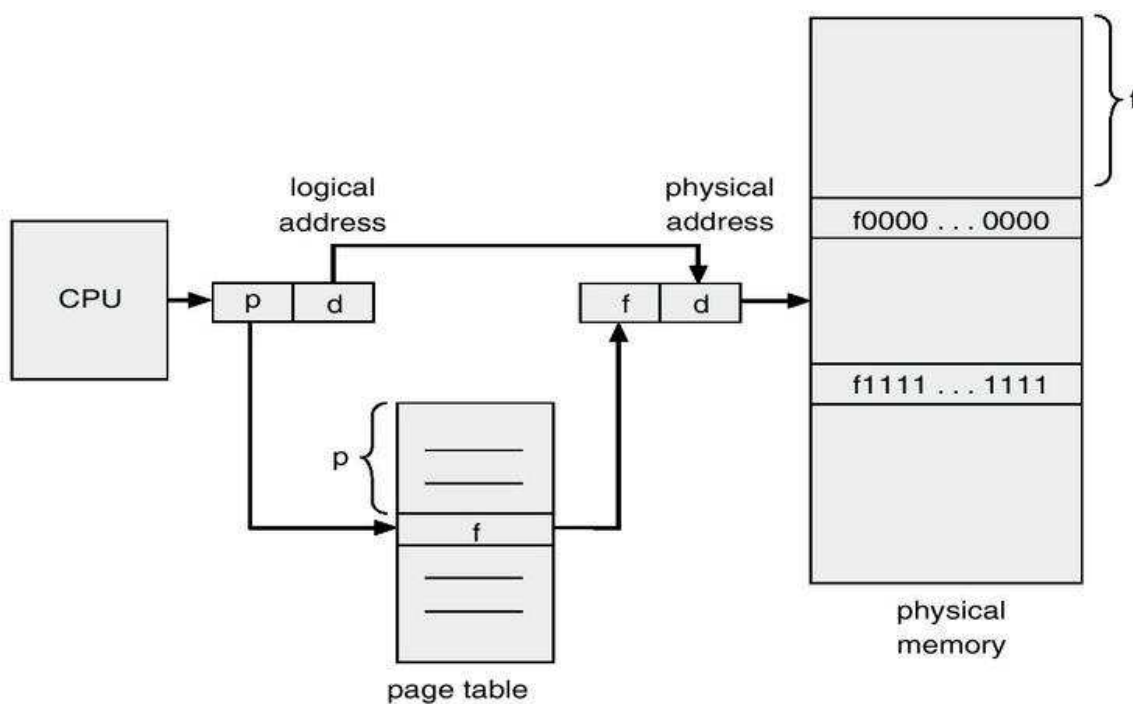 f
logical
address
physical
address
f0000 . . . 0000
CPU
p
d
f
d
f1111 . . . 1111
p
f
physical
memory
page table